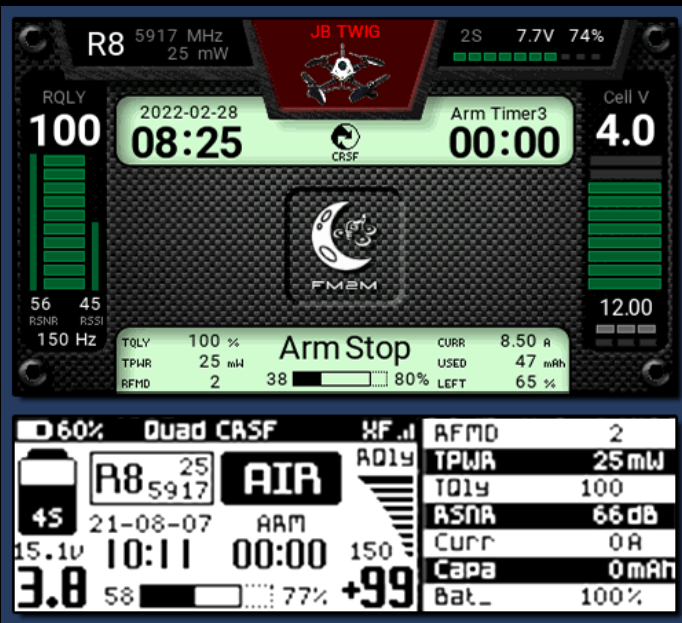 R8 5917 MHz
25 mW
JB TWIG
2S 7.7V 74%
RQLY
100
2022-02-28
08:25
CRSF
Arm Timer3
00:00
Cell V
4.0
FM2M
56 45
RSNR RSSI
150 Hz
12.00
TQLY 100 %
TPWR 25 mW
RFMD 2
Arm Stop
38 80%
CURR 8.50 A
USED 47 mAh
LEFT 65 %
60% Quad CRSF XF
4S
15.1v
3.8
R8 25
5917
AIR
RQly
21-08-07 ARM
10:11 00:00 150
58 77% +99
RFMD 2
TPWR 25mW
TQly 100
RSNR 66dB
Curr 0A
Capa 0mAh
Bat_ 100%